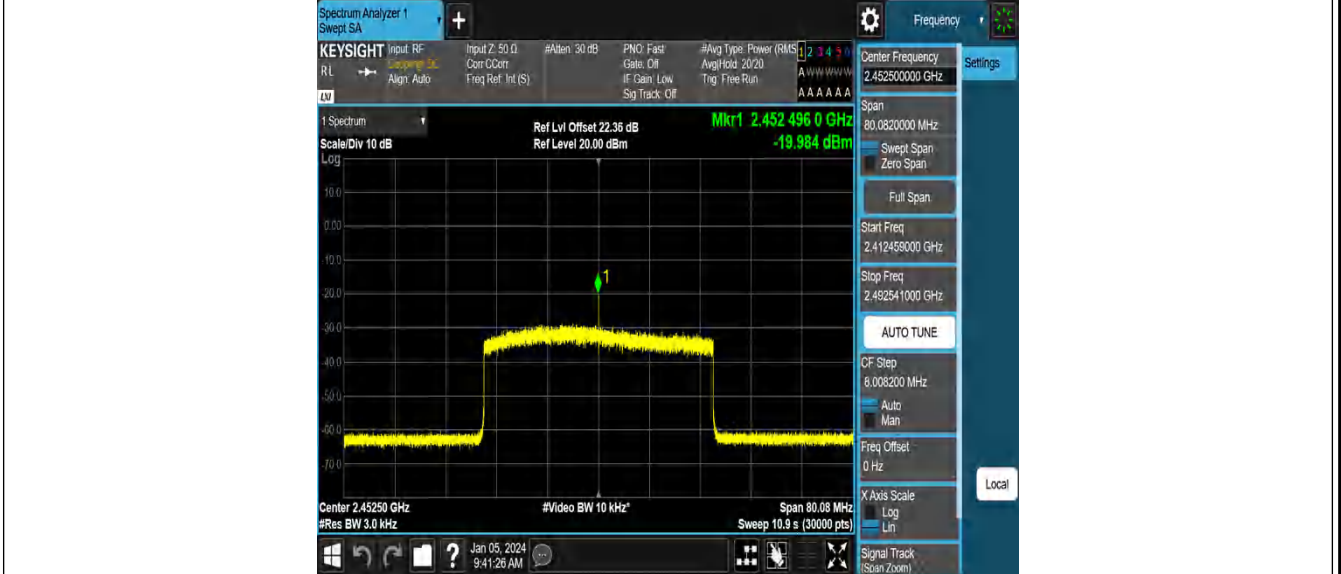 Spectrum Analyzer 1
Swept SA
+
Frequency
KEYSIGHT
RL
LXI
Input: RF
Coupling: DC
Align: Auto
Input Z: 50 Ω
Corr CCorr
Freq Ref: Int (S)
#Atten: 30 dB
PNO: Fast
Gate: Off
IF Gain: Low
Sig Track: Off
#Avg Type: Power (RMS
Avg|Hold: 20/20
Trig: Free Run
1 2 3 4 5 6
A W W W W W
A A A A A A
Center Frequency
2.452500000 GHz
Settings
1 Spectrum
Scale/Div 10 dB
Ref Lvl Offset 22.36 dB
Ref Level 20.00 dBm
Mkr1 2.452 496 0 GHz
-19.984 dBm
Span
80.0820000 MHz
Swept Span
Zero Span
Full Span
Start Freq
2.412459000 GHz
Stop Freq
2.492541000 GHz
AUTO TUNE
CF Step
8.008200 MHz
Auto
Man
Freq Offset
0 Hz
X Axis Scale
Log
Lin
Signal Track
(Span Zoom)
Local
Log
10.0
0.00
-10.0
-20.0
-30.0
-40.0
-50.0
-60.0
-70.0
1
Center 2.45250 GHz
#Video BW 10 kHz*
Span 80.08 MHz
#Res BW 3.0 kHz
Sweep 10.9 s (30000 pts)
?
Jan 05, 2024
9:41:26 AM